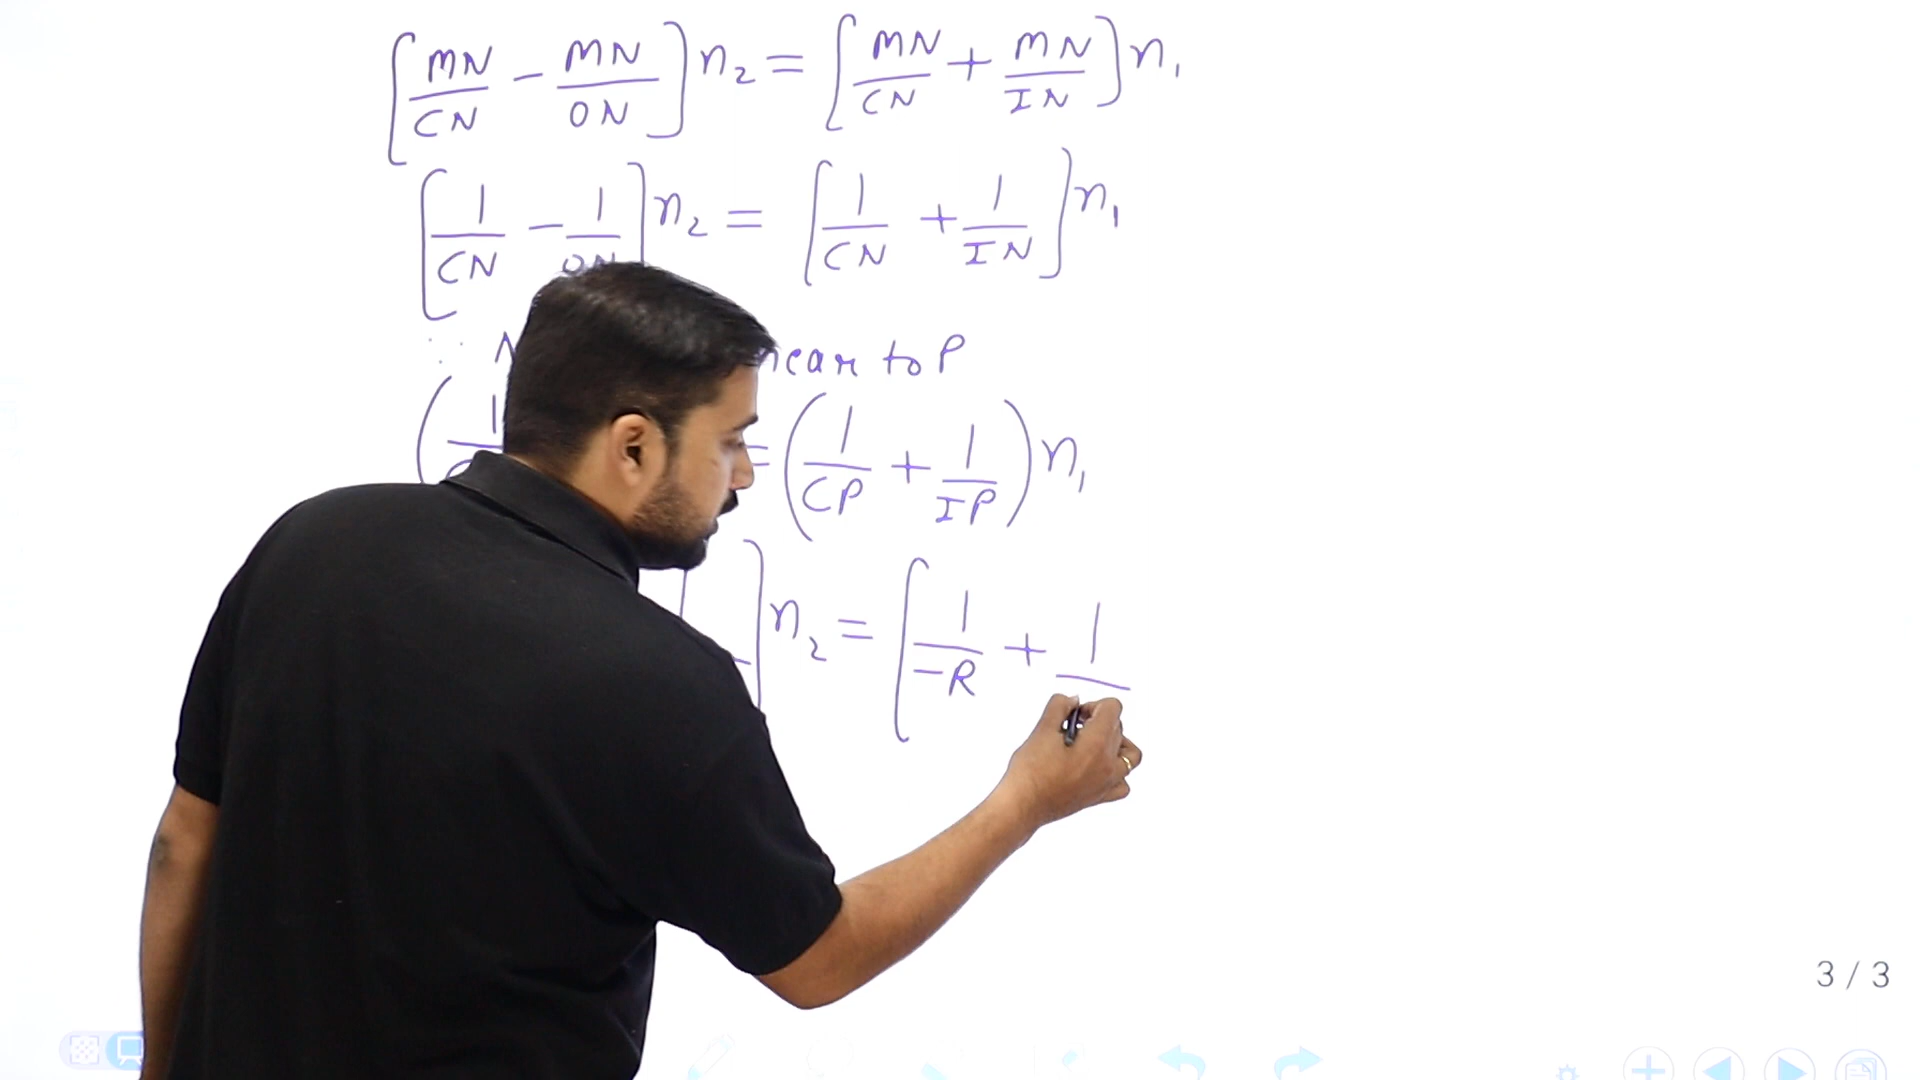 [MN/CN - MN/ON] n₂ = [MN/CN + MN/IN] n₁
[1/CN - 1/ON] n₂ = [1/CN + 1/IN] n₁
∵ N near to P
(1 = (1/CP + 1/IP) n₁
] n₂ = [1/-R + 1/
3 / 3